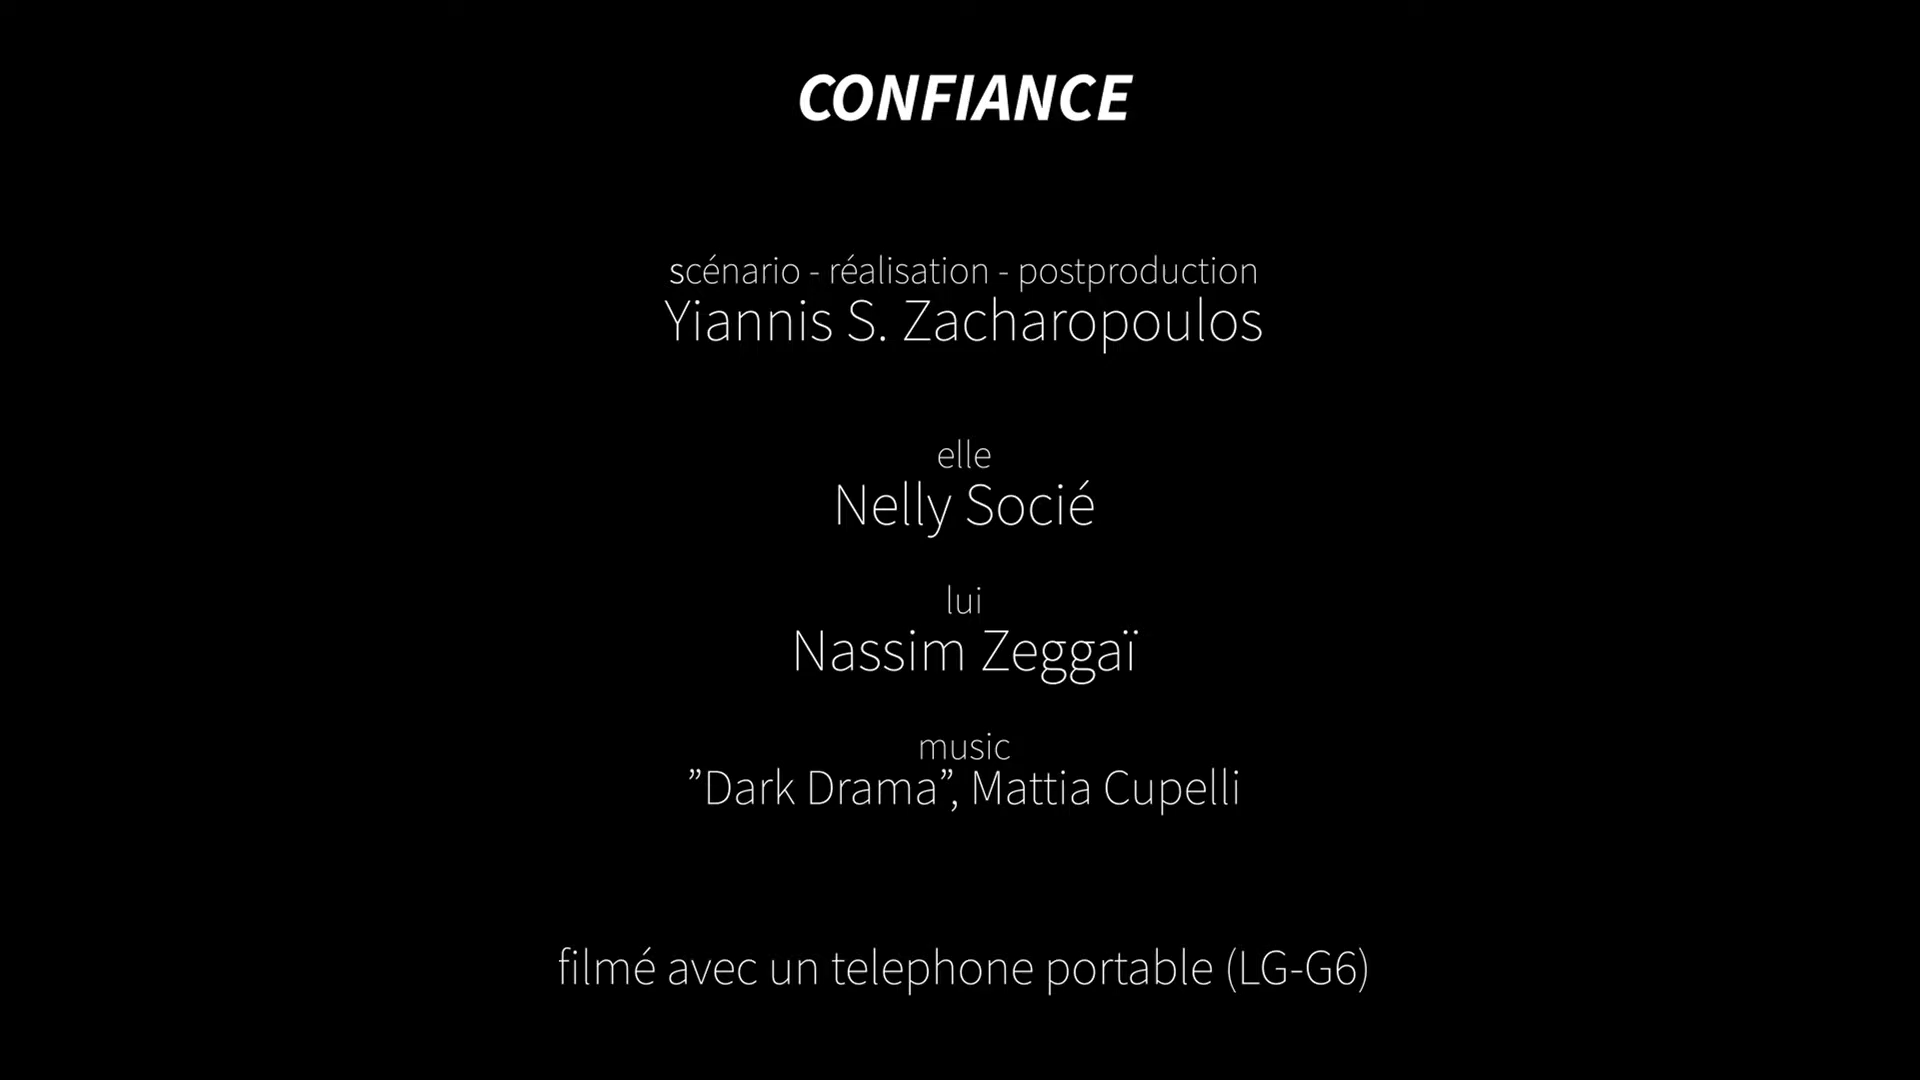 CONFIANCE
scénario - réalisation - postproduction
Yiannis S. Zacharopoulos
elle
Nelly Socié
lui
Nassim Zeggaï
music
”Dark Drama”, Mattia Cupelli
filmé avec un telephone portable (LG-G6)